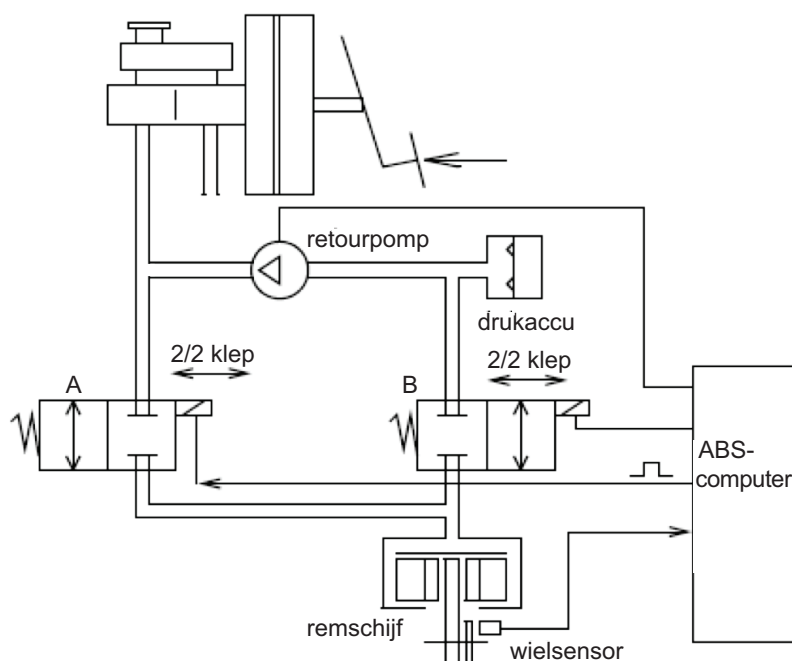 retourpomp
drukaccu
2/2 klep
2/2 klep
A
B
ABS-
computer
remschijf
wielsensor